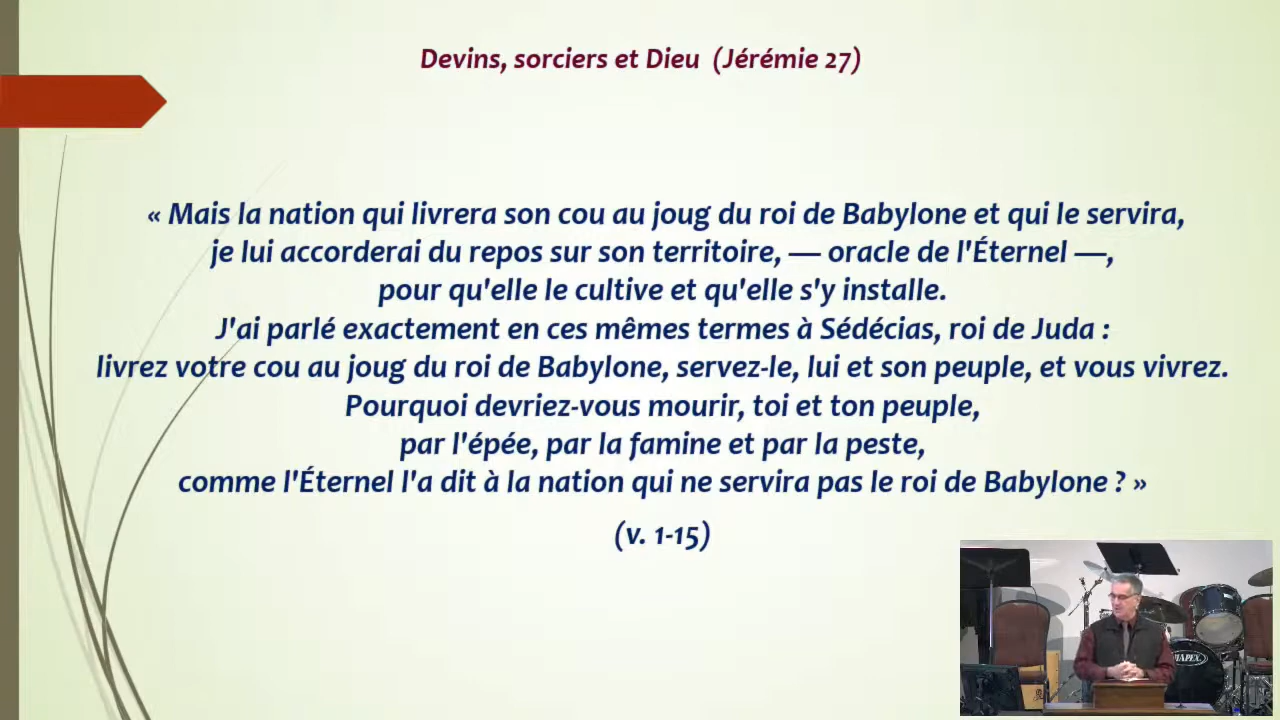 Devins, sorciers et Dieu (Jérémie 27)
« Mais la nation qui livrera son cou au joug du roi de Babylone et qui le servira,
je lui accorderai du repos sur son territoire, — oracle de l'Éternel —,
pour qu'elle le cultive et qu'elle s'y installe.
J'ai parlé exactement en ces mêmes termes à Sédécias, roi de Juda :
livrez votre cou au joug du roi de Babylone, servez-le, lui et son peuple, et vous vivrez.
Pourquoi devriez-vous mourir, toi et ton peuple,
par l'épée, par la famine et par la peste,
comme l'Éternel l'a dit à la nation qui ne servira pas le roi de Babylone ? »
(v. 1-15)
MAPEX